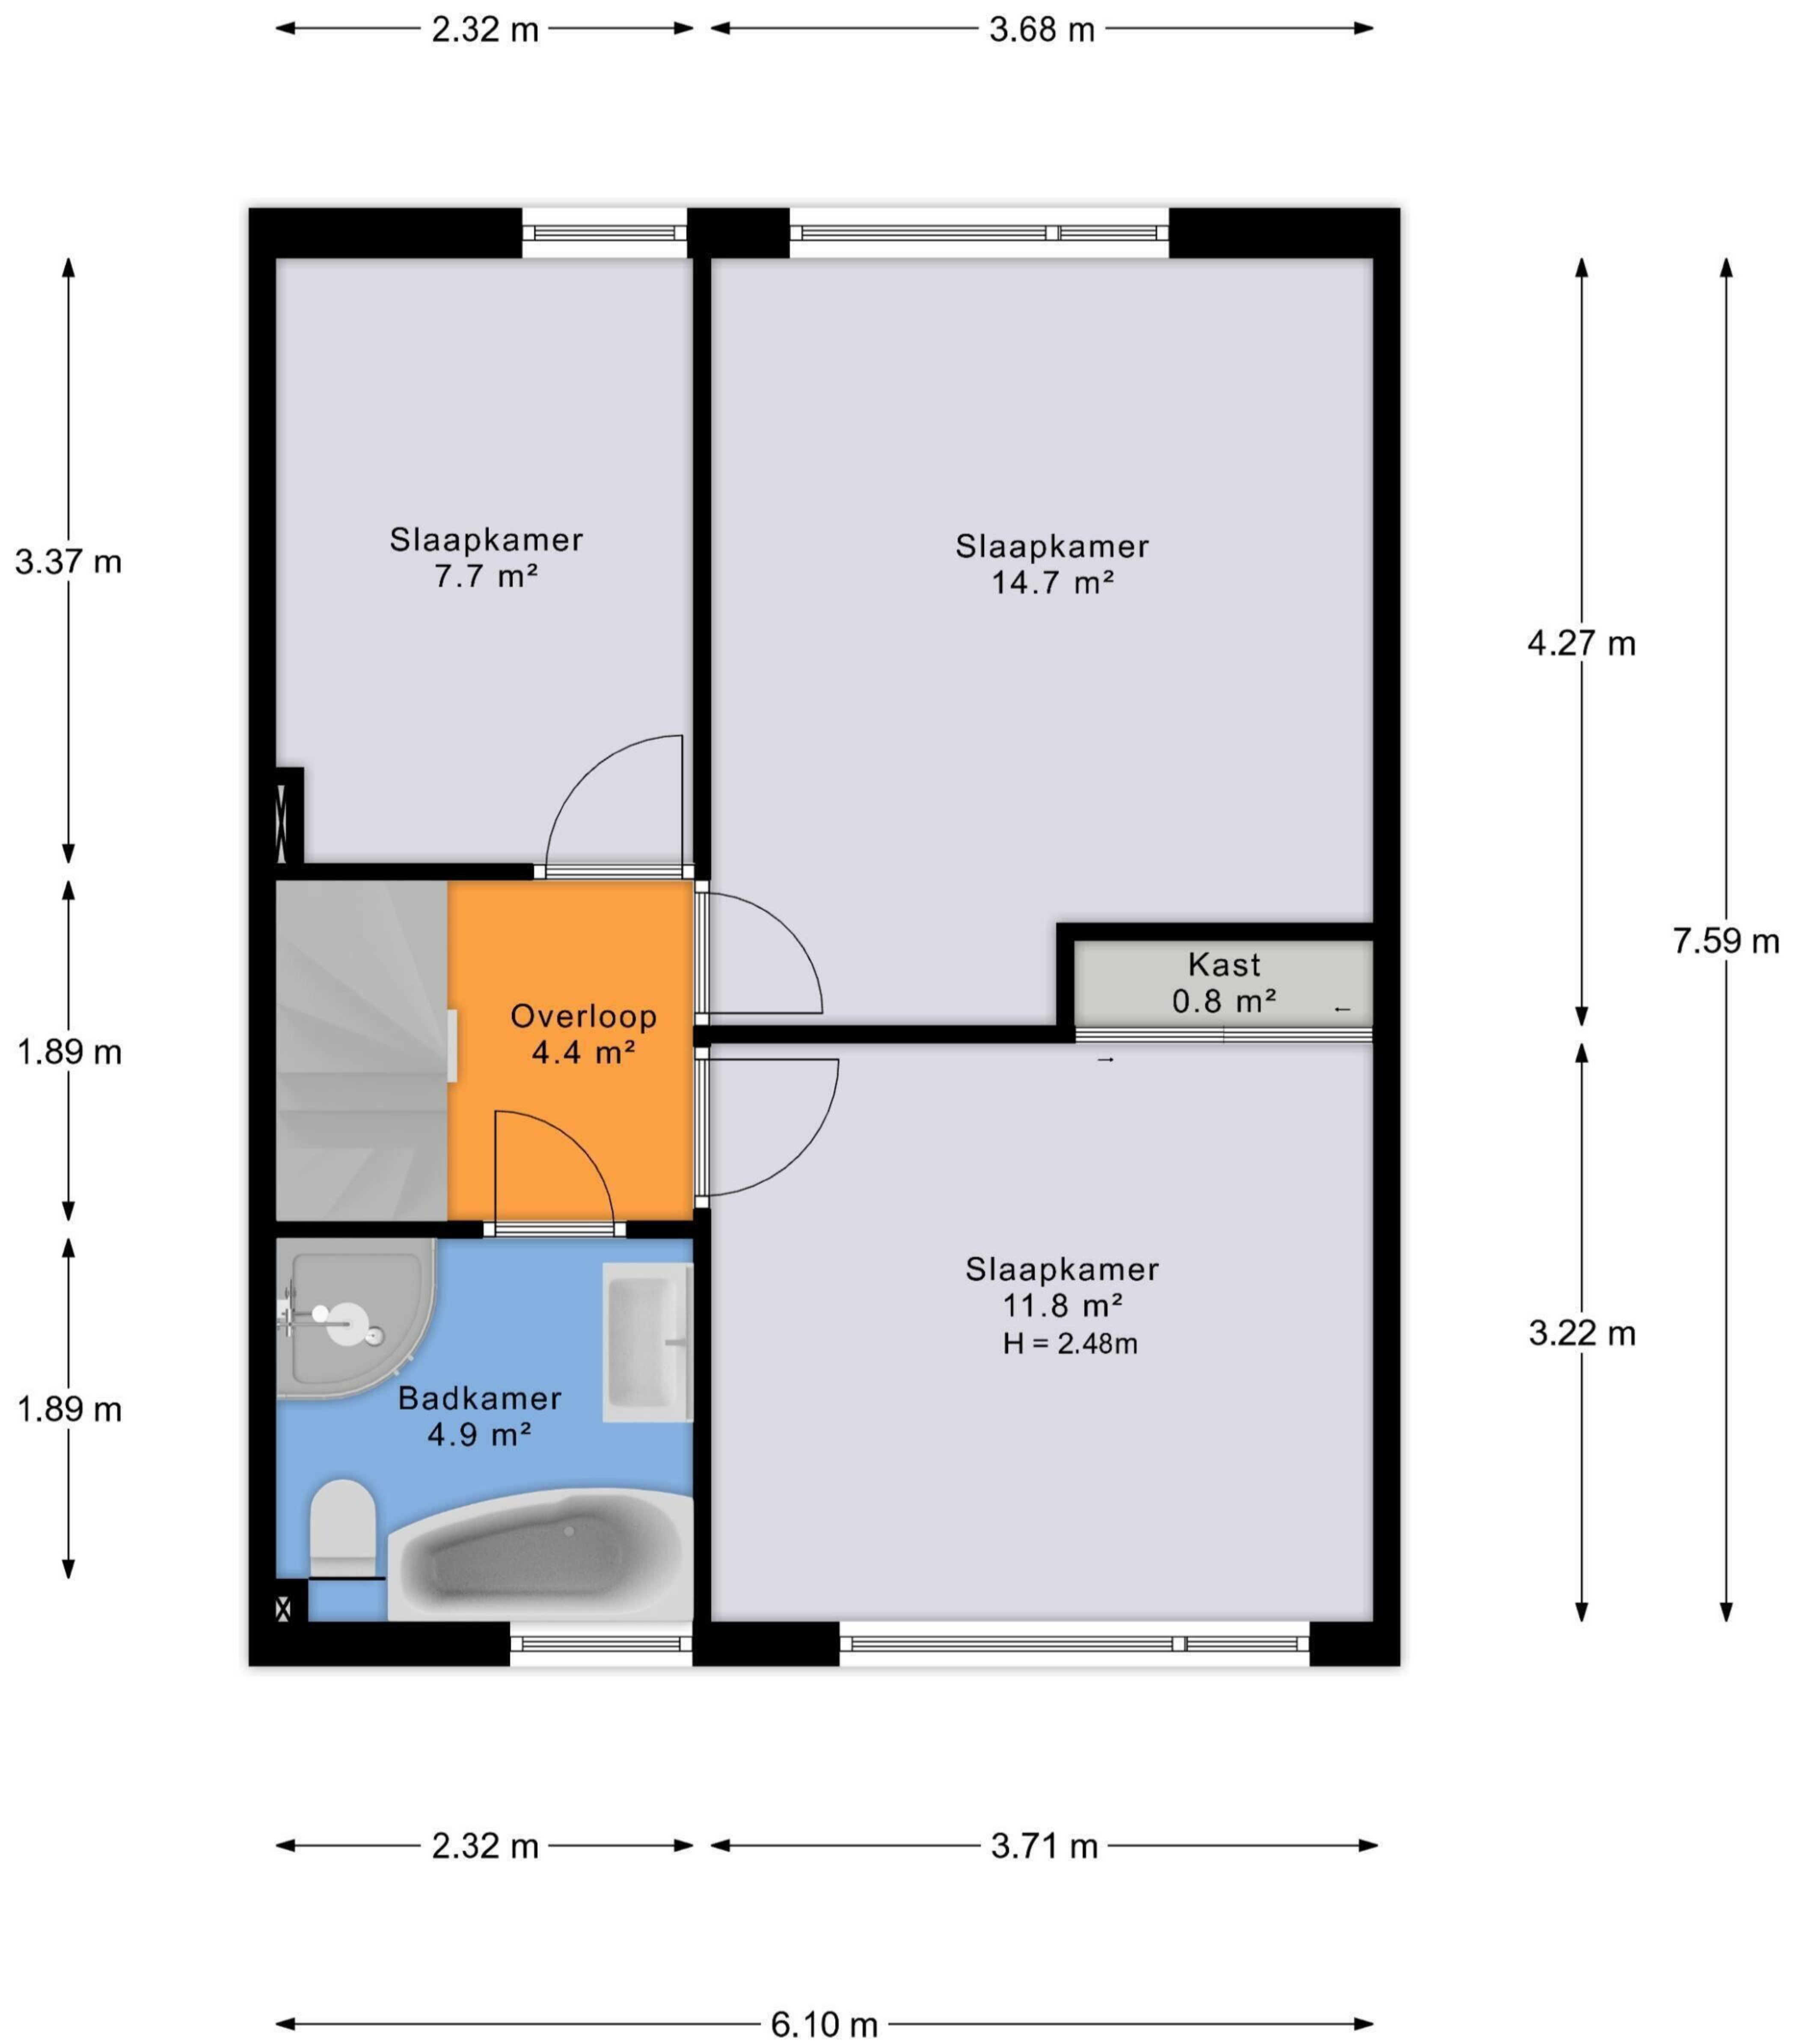 2.32 m
3.68 m
3.37 m
Slaapkamer
7.7 m²
Slaapkamer
14.7 m²
4.27 m
7.59 m
Kast
0.8 m²
Overloop
4.4 m²
1.89 m
Slaapkamer
11.8 m²
H = 2.48m
3.22 m
Badkamer
4.9 m²
1.89 m
2.32 m
3.71 m
6.10 m